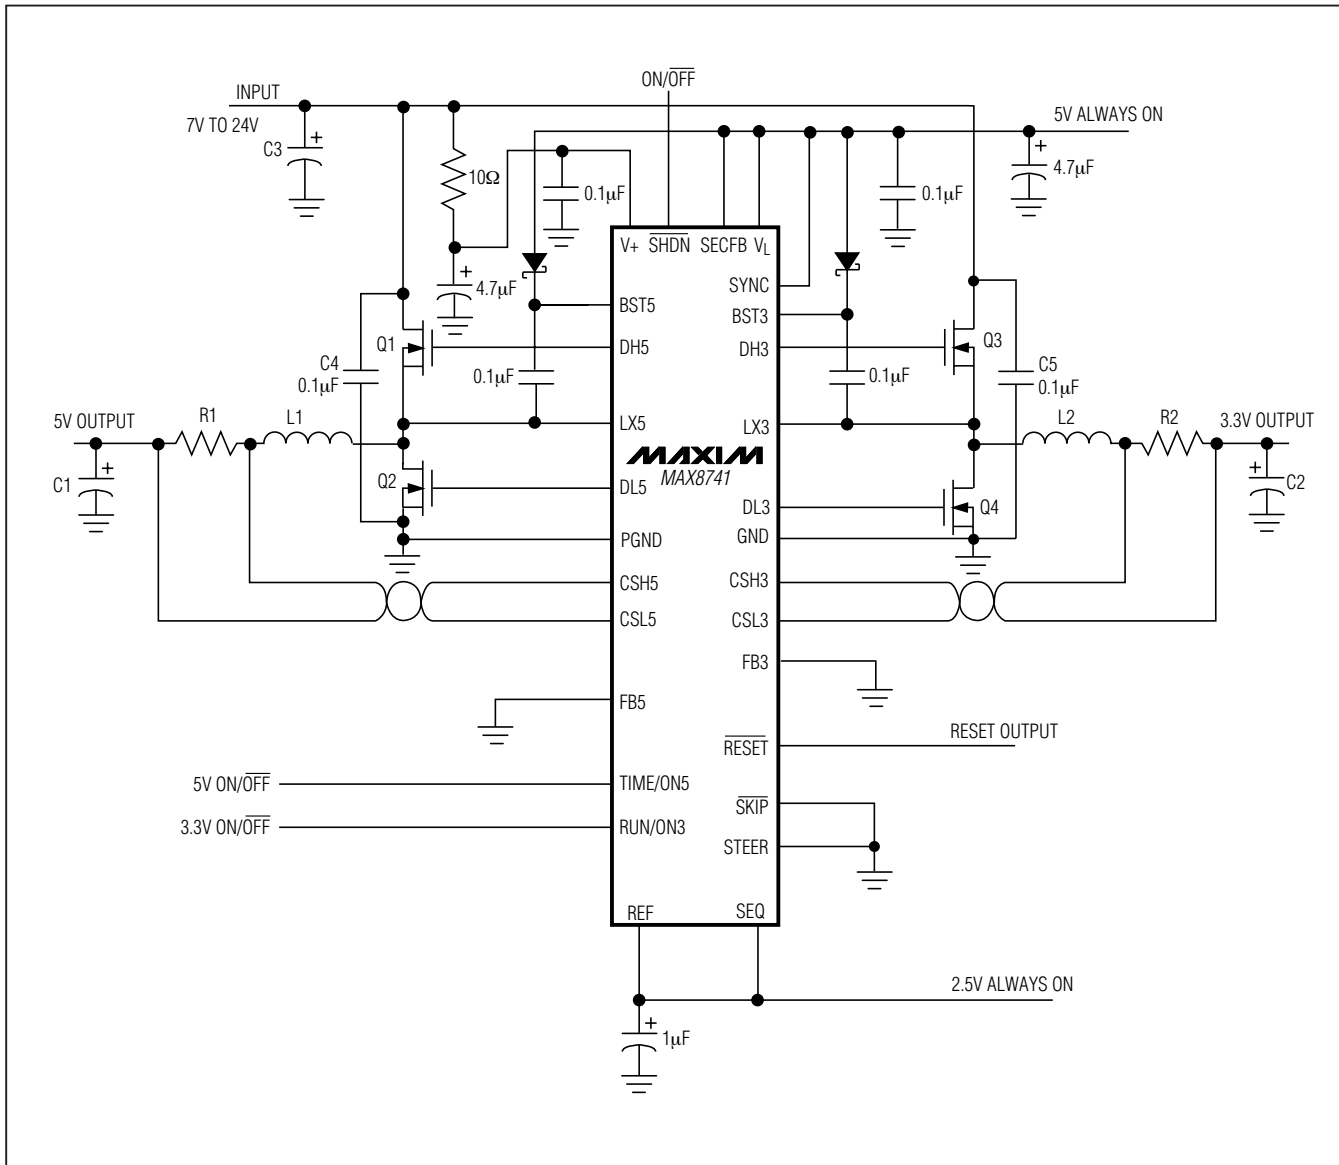 ON/OFF
INPUT
7V TO 24V
5V ALWAYS ON
C3
+
10Ω
0.1µF
0.1µF
+
4.7µF
+
4.7µF
V+
SHDN
SECFB
VL
SYNC
BST5
BST3
Q1
DH5
DH3
Q3
C4
0.1µF
0.1µF
0.1µF
C5
0.1µF
5V OUTPUT
R1
L1
LX5
LX3
L2
R2
3.3V OUTPUT
MAXIM
MAX8741
C1
+
Q2
DL5
DL3
Q4
+
C2
PGND
GND
CSH5
CSH3
CSL5
CSL3
FB3
FB5
RESET
RESET OUTPUT
5V ON/OFF
TIME/ON5
SKIP
3.3V ON/OFF
RUN/ON3
STEER
REF
SEQ
2.5V ALWAYS ON
+
1µF